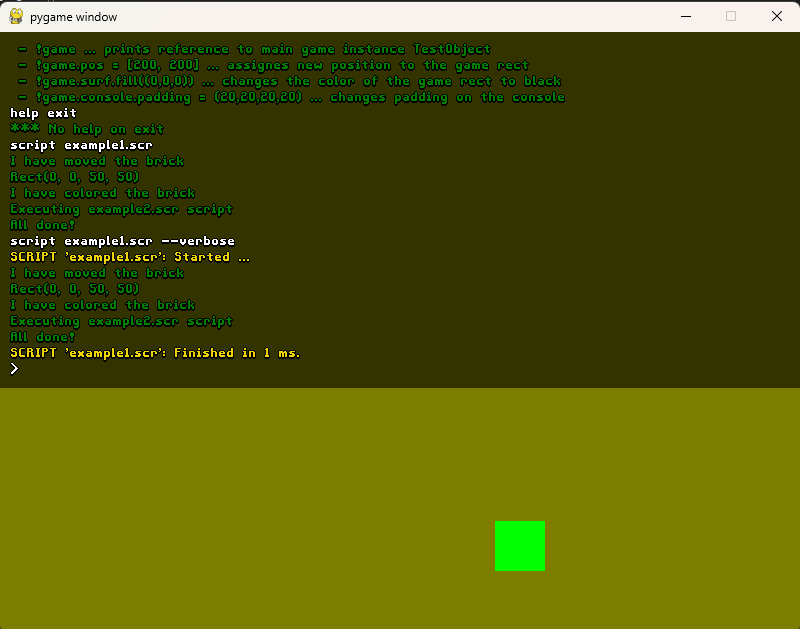 pygame window
- !game ... prints reference to main game instance TestObject
- !game.pos = [200, 200] ... assignes new position to the game rect
- !game.surf.fill((0,0,0)) ... changes the color of the game rect to black
- !game.console.padding = (20,20,20,20) ... changes padding on the console
help exit
*** No help on exit
script example1.scr
I have moved the brick
Rect(0, 0, 50, 50)
I have colored the brick
Executing example2.scr script
All done!
script example1.scr --verbose
SCRIPT 'example1.scr': Started ...
I have moved the brick
Rect(0, 0, 50, 50)
I have colored the brick
Executing example2.scr script
All done!
SCRIPT 'example1.scr': Finished in 1 ms.
>